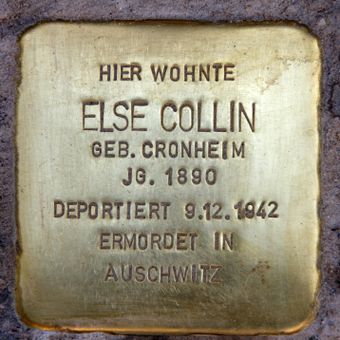 HIER WOHNTE
ELSE COLLIN
GEB. CRONHEIM
JG. 1890
DEPORTIERT 9.12.1942
ERMORDET IN
AUSCHWITZ